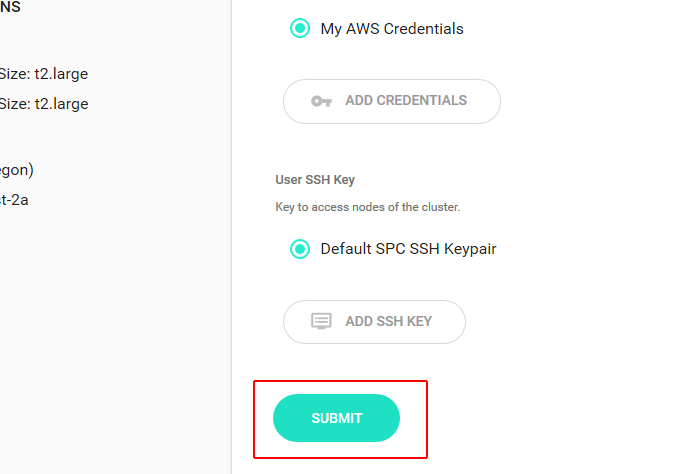 NS
Size: t2.large
Size: t2.large
egon)
st-2a
My AWS Credentials
ADD CREDENTIALS
User SSH Key
Key to access nodes of the cluster.
Default SPC SSH Keypair
ADD SSH KEY
SUBMIT